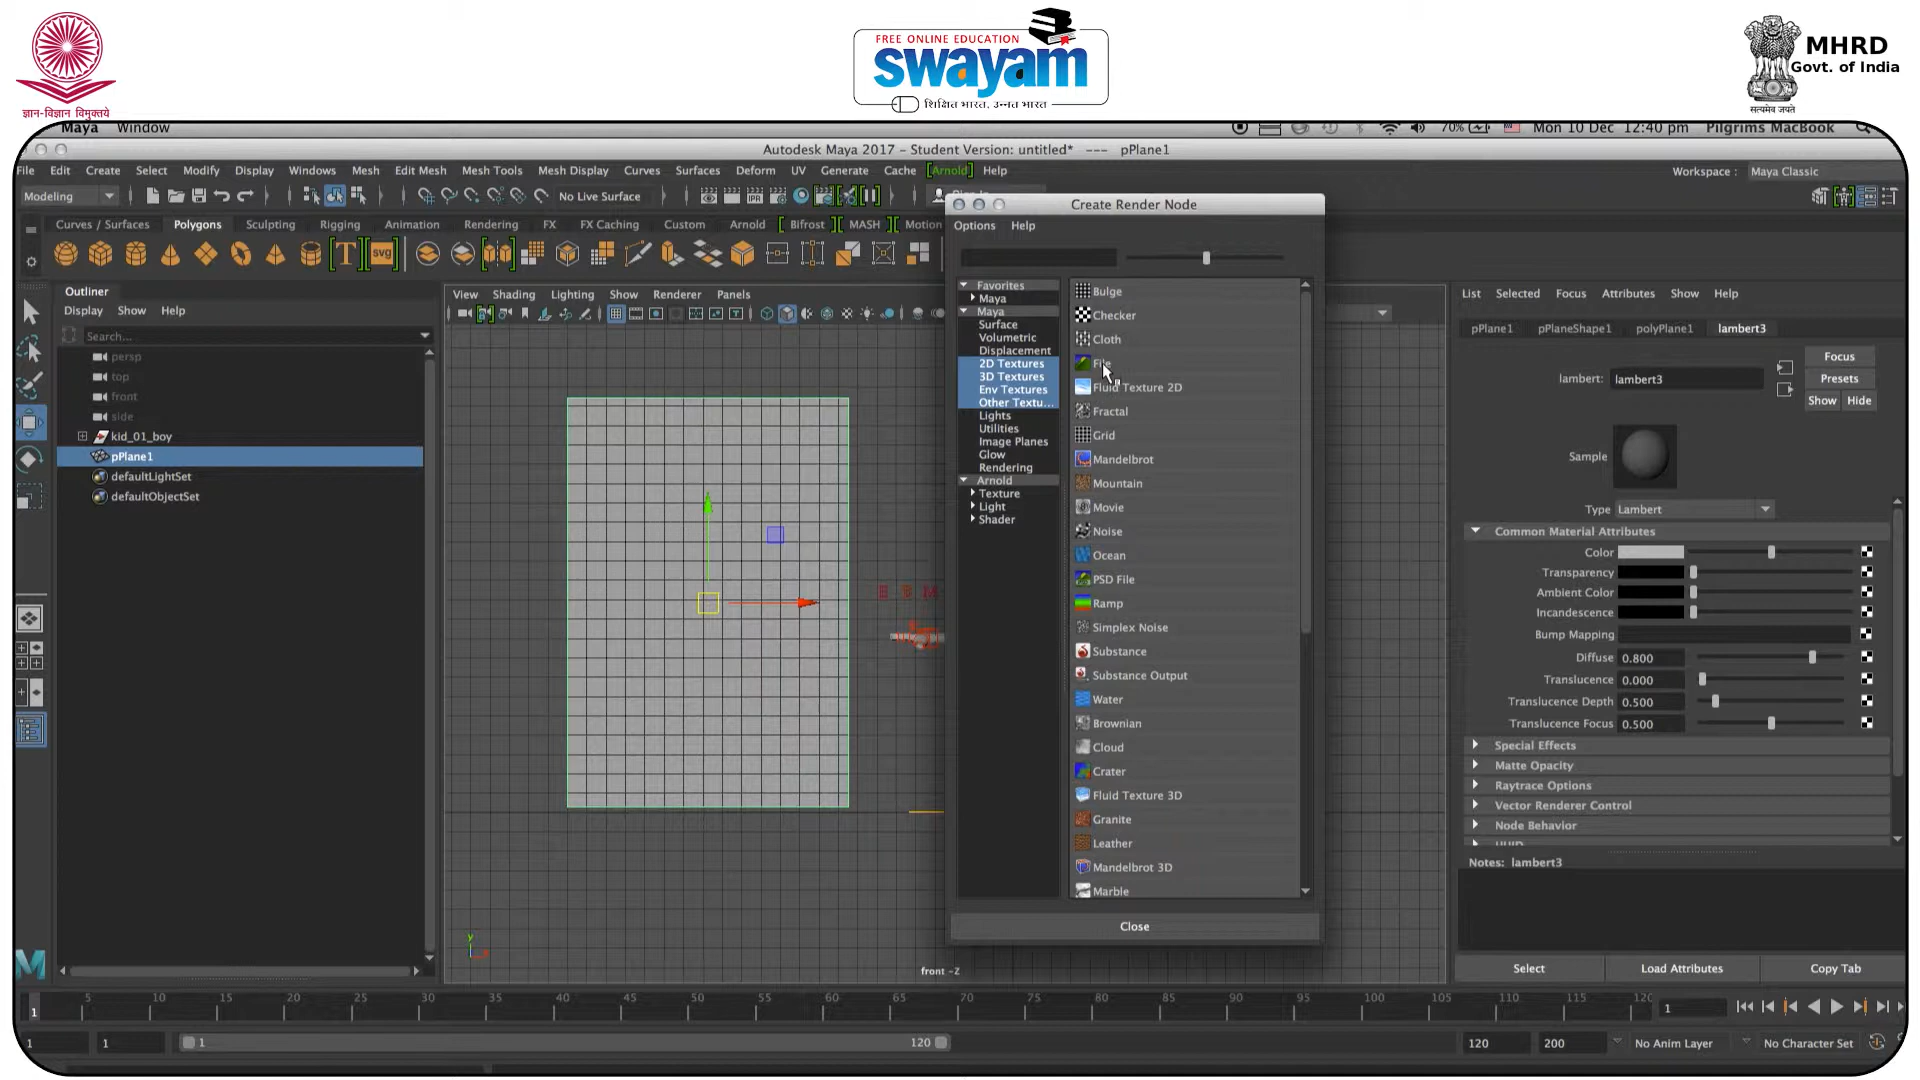 ज्ञान-विज्ञान विमुक्तये
FREE ONLINE EDUCATION
swayam
शिक्षित भारत, उन्नत भारत
MHRD
Govt. of India
सत्यमेव जयते
Maya Window
70% Mon 10 Dec 12:40 pm Pilgrims MacBook
Autodesk Maya 2017 - Student Version: untitled* --- pPlane1
File Edit Create Select Modify Display Windows Mesh Edit Mesh Mesh Tools Mesh Display Curves Surfaces Deform UV Generate Cache [Arnold] Help
Workspace : Maya Classic
Modeling No Live Surface IPR
Curves / Surfaces Polygons Sculpting Rigging Animation Rendering FX FX Caching Custom Arnold Bifrost MASH Motion
T svg
Create Render Node
Options Help
Favorites
Maya
Maya
Surface
Volumetric
Displacement
2D Textures
3D Textures
Env Textures
Other Textu...
Lights
Utilities
Image Planes
Glow
Rendering
Arnold
Texture
Light
Shader
Bulge
Checker
Cloth
File
Fluid Texture 2D
Fractal
Grid
Mandelbrot
Mountain
Movie
Noise
Ocean
PSD File
Ramp
Simplex Noise
Substance
Substance Output
Water
Brownian
Cloud
Crater
Fluid Texture 3D
Granite
Leather
Mandelbrot 3D
Marble
Close
Outliner
Display Show Help
Search...
persp
top
front
side
kid_01_boy
pPlane1
defaultLightSet
defaultObjectSet
View Shading Lighting Show Renderer Panels
y
front -Z
List Selected Focus Attributes Show Help
pPlane1 pPlaneShape1 polyPlane1 lambert3
Focus
lambert: lambert3
Presets
Show Hide
Sample
Type Lambert
Common Material Attributes
Color
Transparency
Ambient Color
Incandescence
Bump Mapping
Diffuse 0.800
Translucence 0.000
Translucence Depth 0.500
Translucence Focus 0.500
Special Effects
Matte Opacity
Raytrace Options
Vector Renderer Control
Node Behavior
UUID
Notes: lambert3
Select Load Attributes Copy Tab
5 10 15 20 25 30 35 40 45 50 55 60 65 70 75 80 85 90 95 100 105 110 115
1 1
1 1 1 120 120 200 No Anim Layer No Character Set